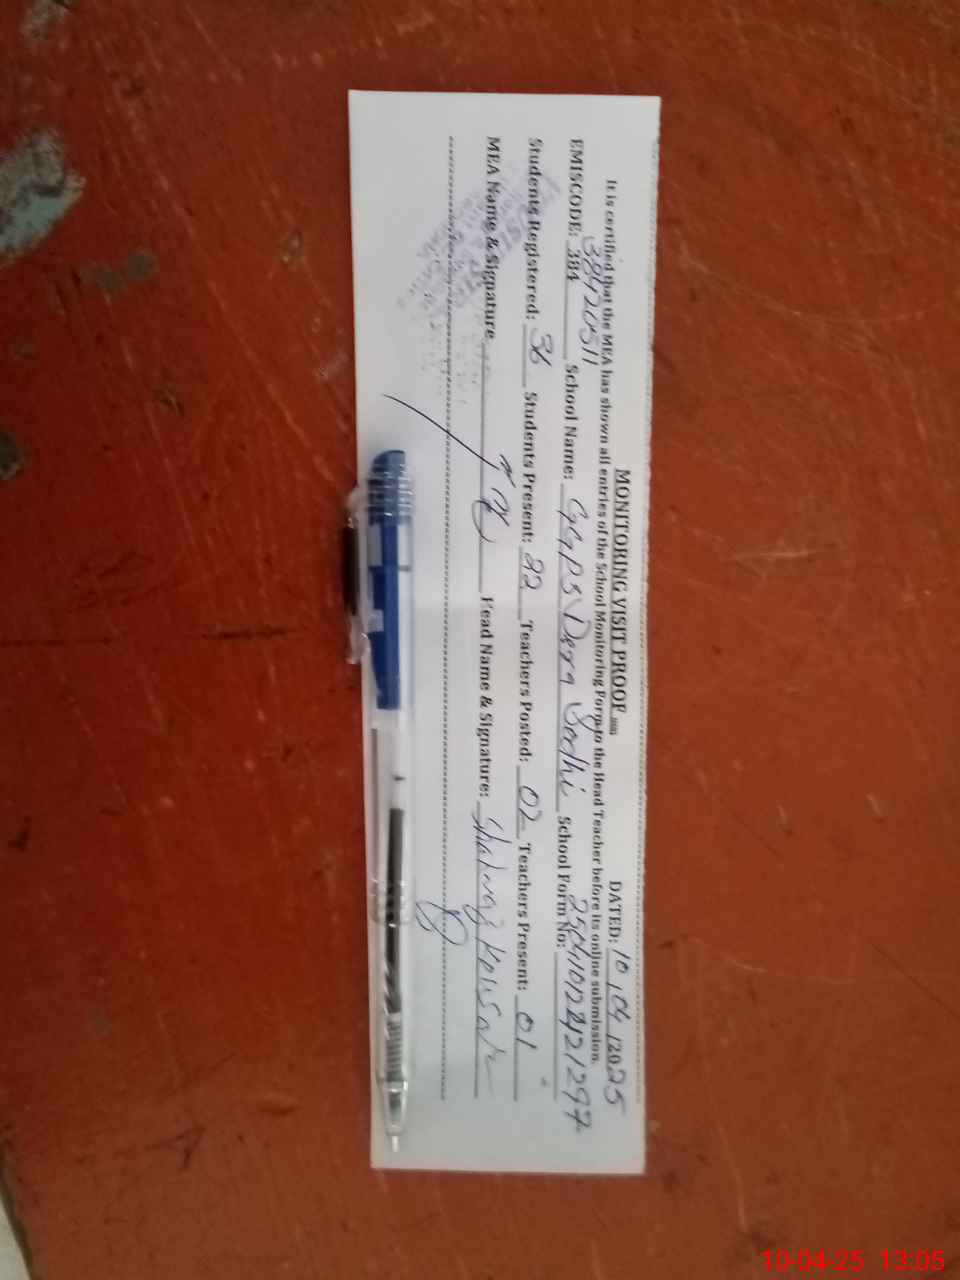 MONITORING VISIT PROOF
DATED: 10/04/2025
It is certified that the MEA has shown all entries of the School Monitoring Form to the Head Teacher before its online submission.
EMISCODE: 384 38420511 School Name: GGPS Dera Sodhi School Form No:
Students Registered: 36 Students Present: 22 Teachers Posted: 02 Teachers Present: 01
MEA Name & Signature Head Name & Signature: Kousar
10-04-25 13:05